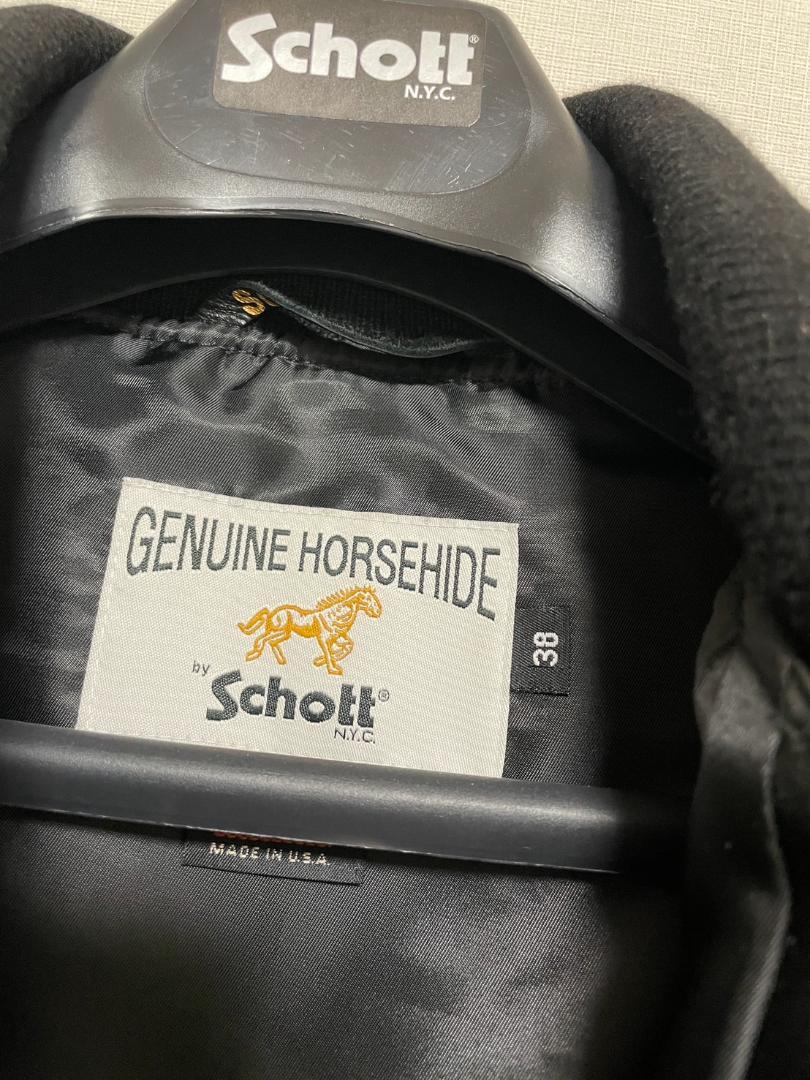 Schott®
N.Y.C.
GENUINE HORSEHIDE
by
Schott®
N.Y.C.
38
MADE IN U.S.A.